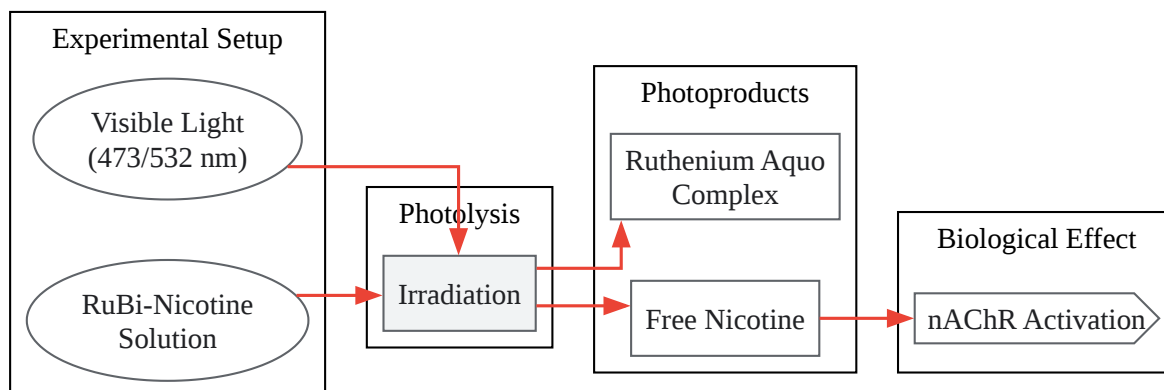 Experimental Setup
Visible Light
(473/532 nm)
RuBi-Nicotine
Solution
Photolysis
Irradiation
Photoproducts
Ruthenium Aquo
Complex
Free Nicotine
Biological Effect
nAChR Activation